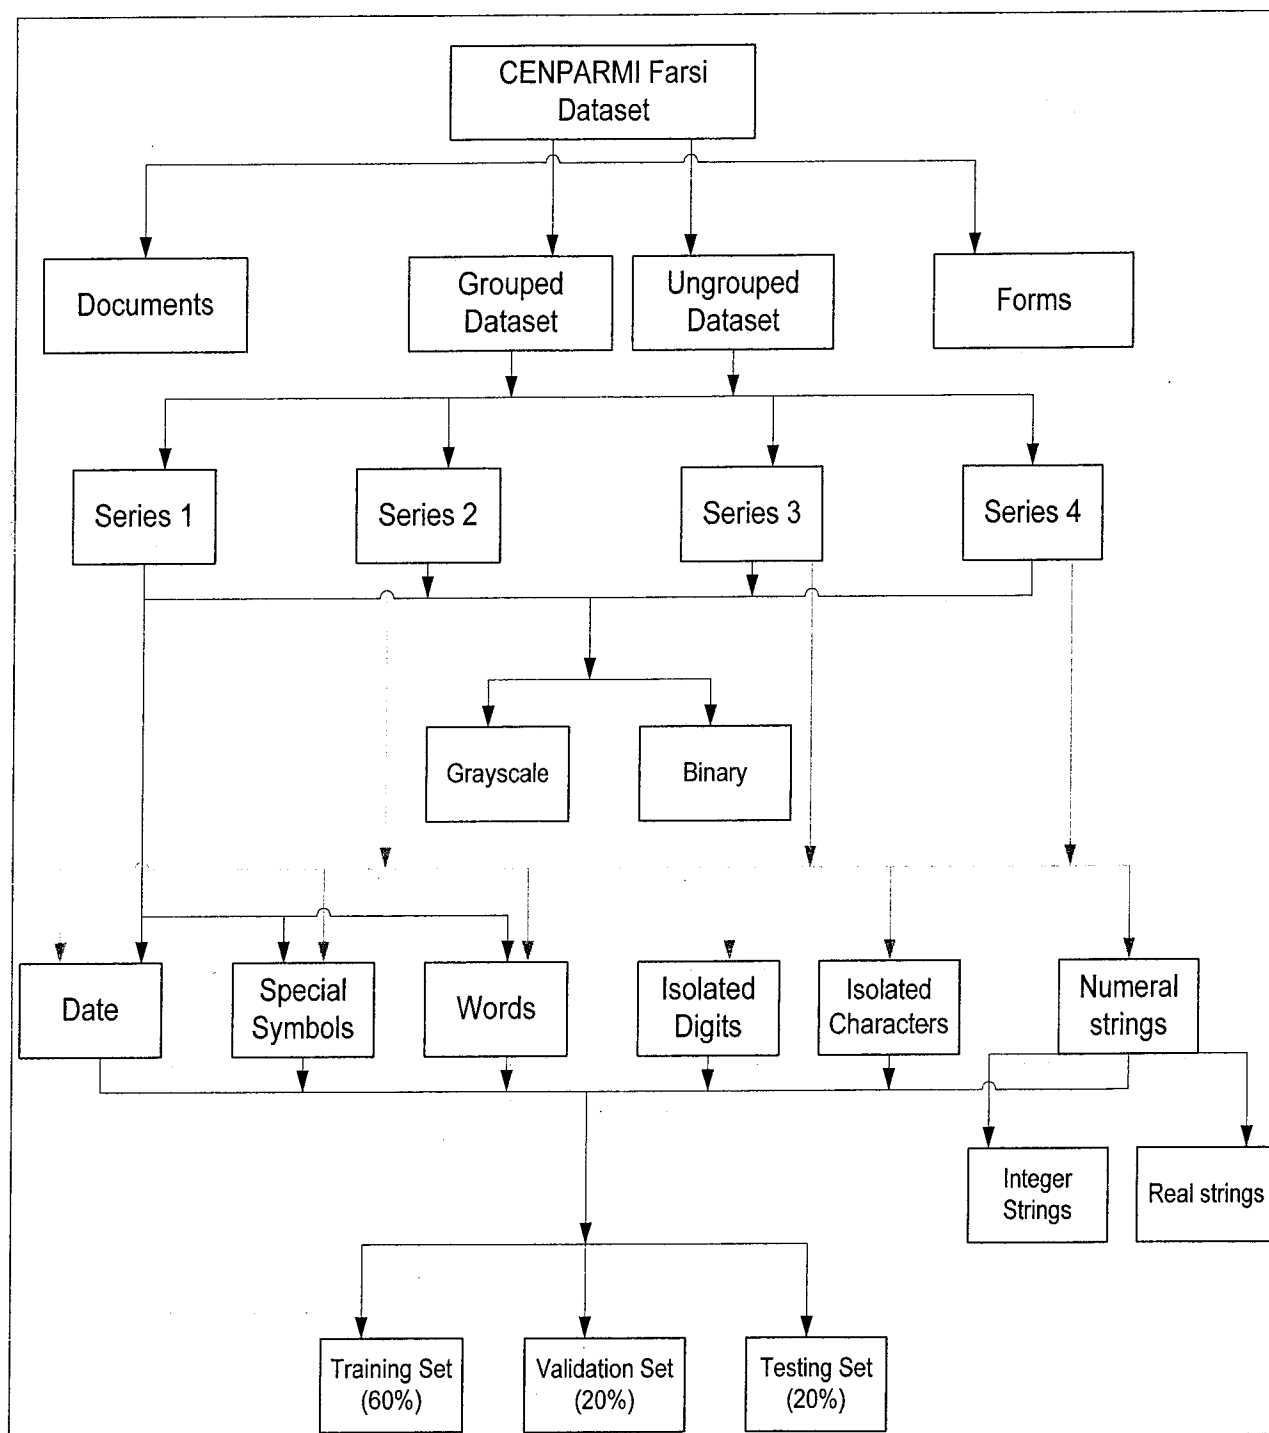 CENPARMI Farsi
Dataset
Documents
Grouped
Dataset
Ungrouped
Dataset
Forms
Series 1
Series 2
Series 3
Series 4
Grayscale
Binary
Date
Special
Symbols
Words
Isolated
Digits
Isolated
Characters
Numeral
strings
Integer
Strings
Real strings
Training Set
(60%)
Validation Set
(20%)
Testing Set
(20%)